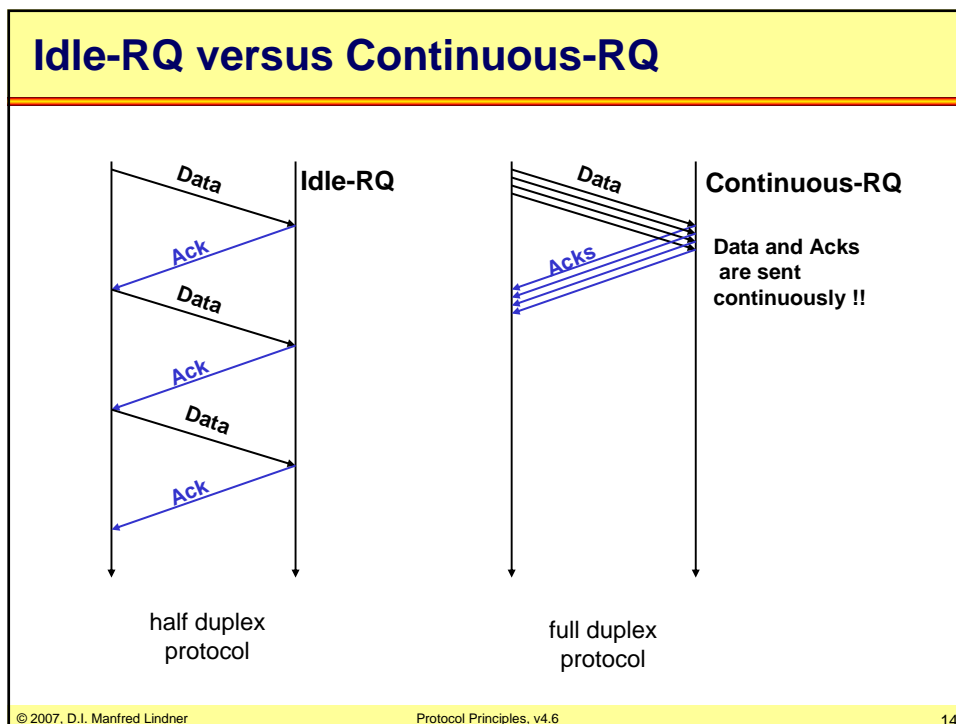 Idle-RQ versus Continuous-RQ
Data
Idle-RQ
Ack
Data
Ack
Data
Ack
half duplex
protocol
Data
Continuous-RQ
Acks
Data and Acks
are sent
continuously !!
full duplex
protocol
© 2007, D.I. Manfred Lindner
Protocol Principles, v4.6
14